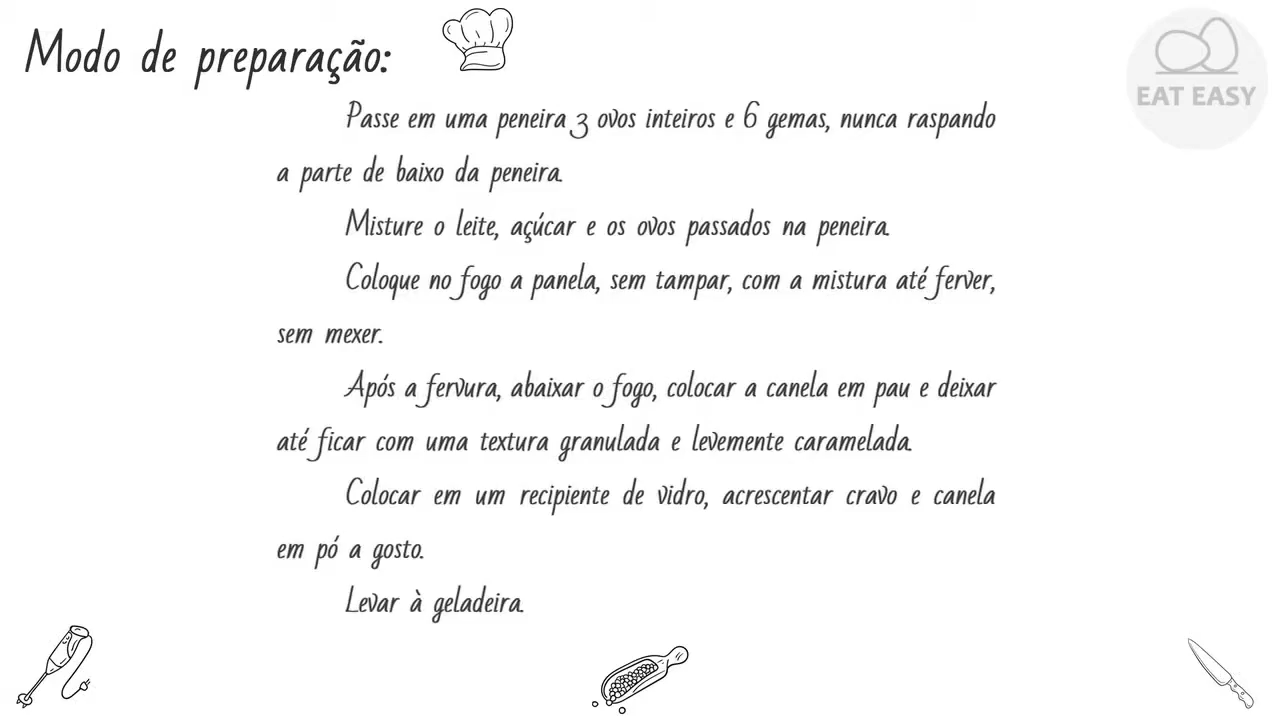 Modo de preparação:
EAT EASY
Passe em uma peneira 3 ovos inteiros e 6 gemas, nunca raspando
a parte de baixo da peneira.
Misture o leite, açúcar e os ovos passados na peneira.
Coloque no fogo a panela, sem tampar, com a mistura até ferver,
sem mexer.
Após a fervura, abaixar o fogo, colocar a canela em pau e deixar
até ficar com uma textura granulada e levemente caramelada.
Colocar em um recipiente de vidro, acrescentar cravo e canela
em pó a gosto.
Levar à geladeira.